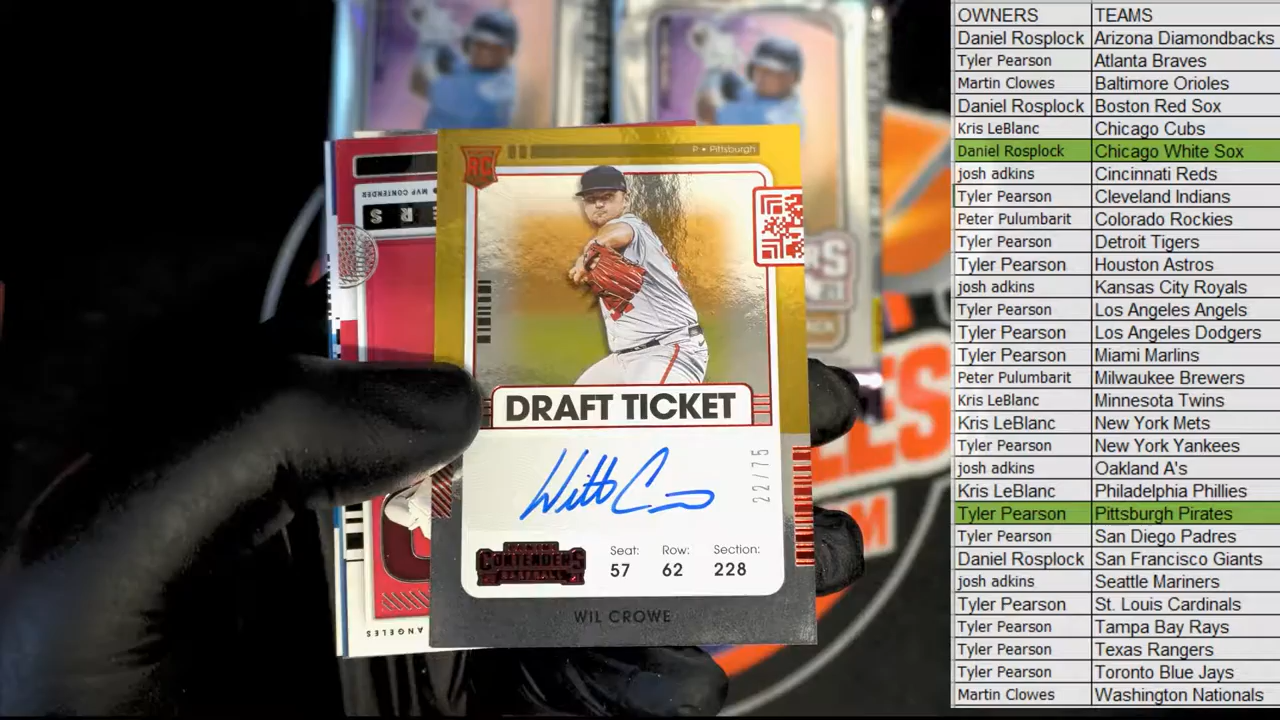 RC
P • Pittsburgh
MVP CONTENDER
DRAFT TICKET
22/75
CONTENDERS
BASEBALL
Seat: Row: Section:
57 62 228
WIL CROWE
ANGELES
OWNERS TEAMS
Daniel Rosplock Arizona Diamondbacks
Tyler Pearson Atlanta Braves
Martin Clowes Baltimore Orioles
Daniel Rosplock Boston Red Sox
Kris LeBlanc Chicago Cubs
Daniel Rosplock Chicago White Sox
josh adkins Cincinnati Reds
Tyler Pearson Cleveland Indians
Peter Pulumbarit Colorado Rockies
Tyler Pearson Detroit Tigers
Tyler Pearson Houston Astros
josh adkins Kansas City Royals
Tyler Pearson Los Angeles Angels
Tyler Pearson Los Angeles Dodgers
Tyler Pearson Miami Marlins
Peter Pulumbarit Milwaukee Brewers
Kris LeBlanc Minnesota Twins
Kris LeBlanc New York Mets
Tyler Pearson New York Yankees
josh adkins Oakland A's
Kris LeBlanc Philadelphia Phillies
Tyler Pearson Pittsburgh Pirates
Tyler Pearson San Diego Padres
Daniel Rosplock San Francisco Giants
josh adkins Seattle Mariners
Tyler Pearson St. Louis Cardinals
Tyler Pearson Tampa Bay Rays
Tyler Pearson Texas Rangers
Tyler Pearson Toronto Blue Jays
Martin Clowes Washington Nationals